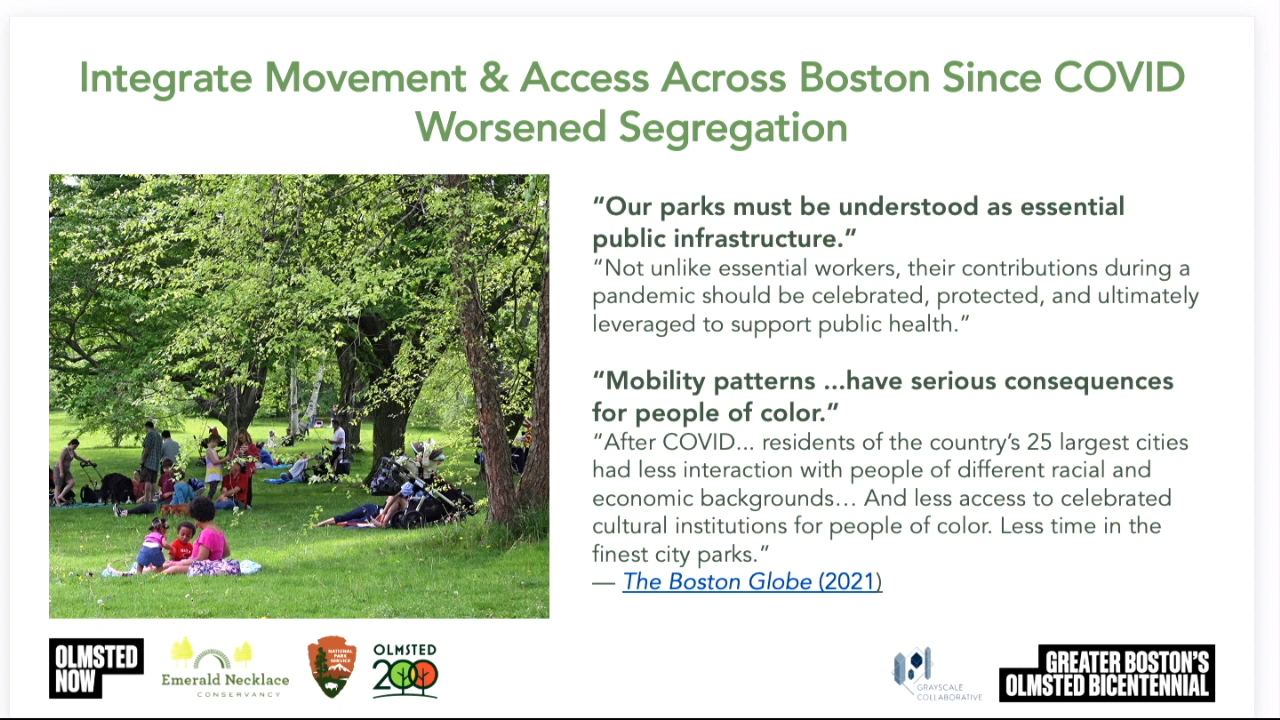 Integrate Movement & Access Across Boston Since COVID
Worsened Segregation
“Our parks must be understood as essential
public infrastructure.”
“Not unlike essential workers, their contributions during a
pandemic should be celebrated, protected, and ultimately
leveraged to support public health.”
“Mobility patterns ...have serious consequences
for people of color.”
“After COVID... residents of the country’s 25 largest cities
had less interaction with people of different racial and
economic backgrounds… And less access to celebrated
cultural institutions for people of color. Less time in the
finest city parks.”
— The Boston Globe (2021)
OLMSTED
NOW
Emerald Necklace
CONSERVANCY
NATIONAL
PARK
SERVICE
OLMSTED
200
GRAYSCALE
COLLABORATIVE
GREATER BOSTON’S
OLMSTED BICENTENNIAL